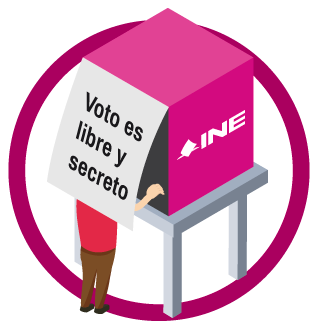 Voto es
libre y
secreto
INE